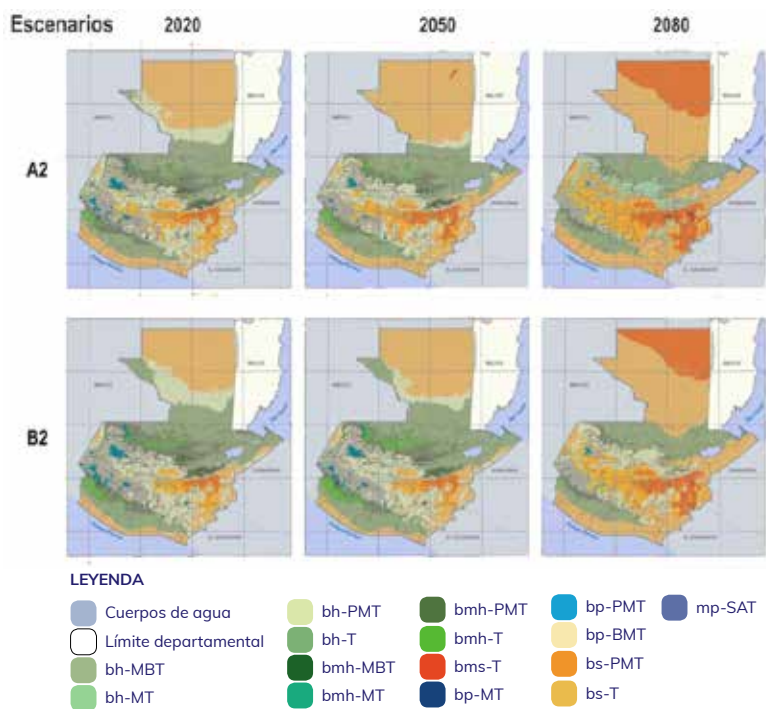 Escenarios 2020 2050 2080
A2
B2
LEYENDA
Cuerpos de agua
Límite departamental
bh-MBT
bh-MT
bh-PMT
bh-T
bmh-MBT
bmh-MT
bmh-PMT
bmh-T
bms-T
bp-MT
bp-PMT
bp-BMT
bs-PMT
bs-T
mp-SAT